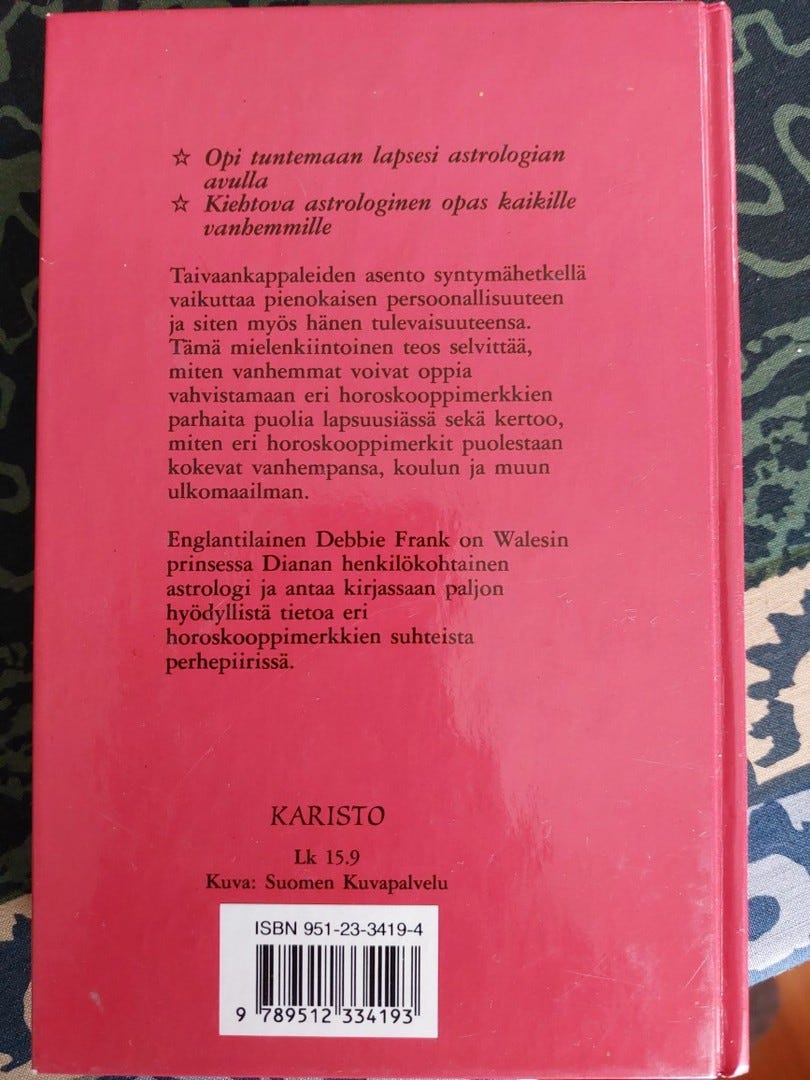 ☆ Opi tuntemaan lapsesi astrologian
avulla
☆ Kiehtova astrologinen opas kaikille
vanhemmille
Taivaankappaleiden asento syntymähetkellä
vaikuttaa pienokaisen persoonallisuuteen
ja siten myös hänen tulevaisuuteensa.
Tämä mielenkiintoinen teos selvittää,
miten vanhemmat voivat oppia
vahvistamaan eri horoskooppimerkkien
parhaita puolia lapsuusiässä sekä kertoo,
miten eri horoskooppimerkit puolestaan
kokevat vanhempansa, koulun ja muun
ulkomaailman.
Englantilainen Debbie Frank on Walesin
prinsessa Dianan henkilökohtainen
astrologi ja antaa kirjassaan paljon
hyödyllistä tietoa eri
horoskooppimerkkien suhteista
perhepiirissä.
KARISTO
Lk 15.9
Kuva: Suomen Kuvapalvelu
ISBN 951-23-3419-4
9 789512 334193